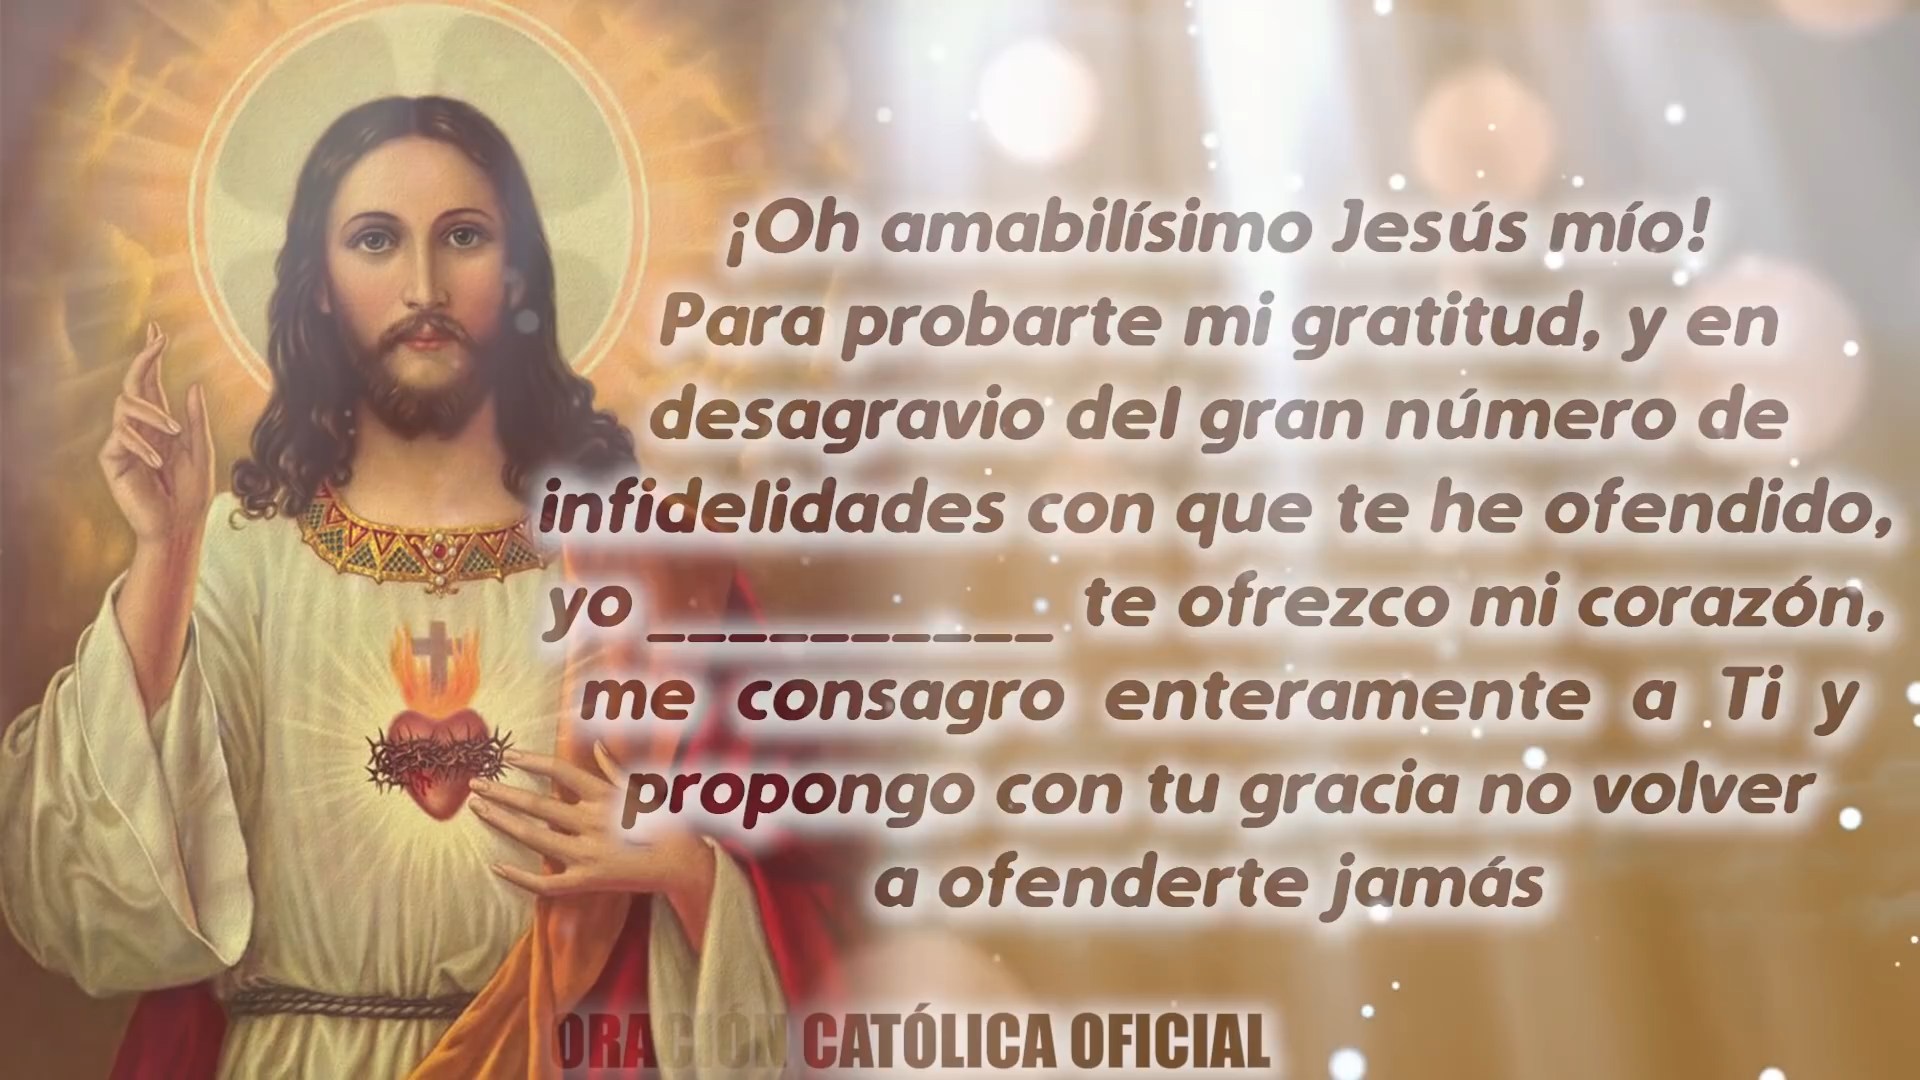 ¡Oh amabilísimo Jesús mío!
Para probarte mi gratitud, y en
desagravio del gran número de
infidelidades con que te he ofendido,
yo __________ te ofrezco mi corazón,
me consagro enteramente a Ti y
propongo con tu gracia no volver
a ofenderte jamás
ORACIÓN CATÓLICA OFICIAL